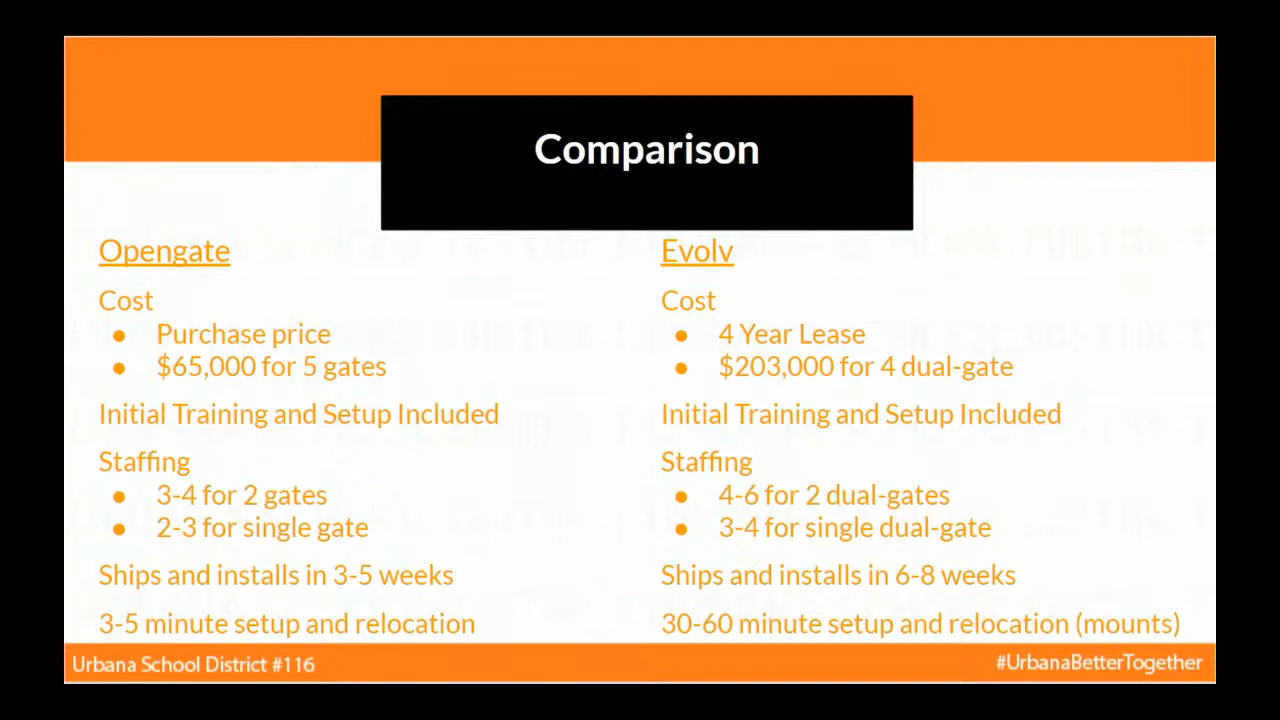 Comparison
Opengate
Cost
● Purchase price
● $65,000 for 5 gates
Initial Training and Setup Included
Staffing
● 3-4 for 2 gates
● 2-3 for single gate
Ships and installs in 3-5 weeks
3-5 minute setup and relocation
Evolv
Cost
● 4 Year Lease
● $203,000 for 4 dual-gate
Initial Training and Setup Included
Staffing
● 4-6 for 2 dual-gates
● 3-4 for single dual-gate
Ships and installs in 6-8 weeks
30-60 minute setup and relocation (mounts)
Urbana School District #116
#UrbanaBetterTogether